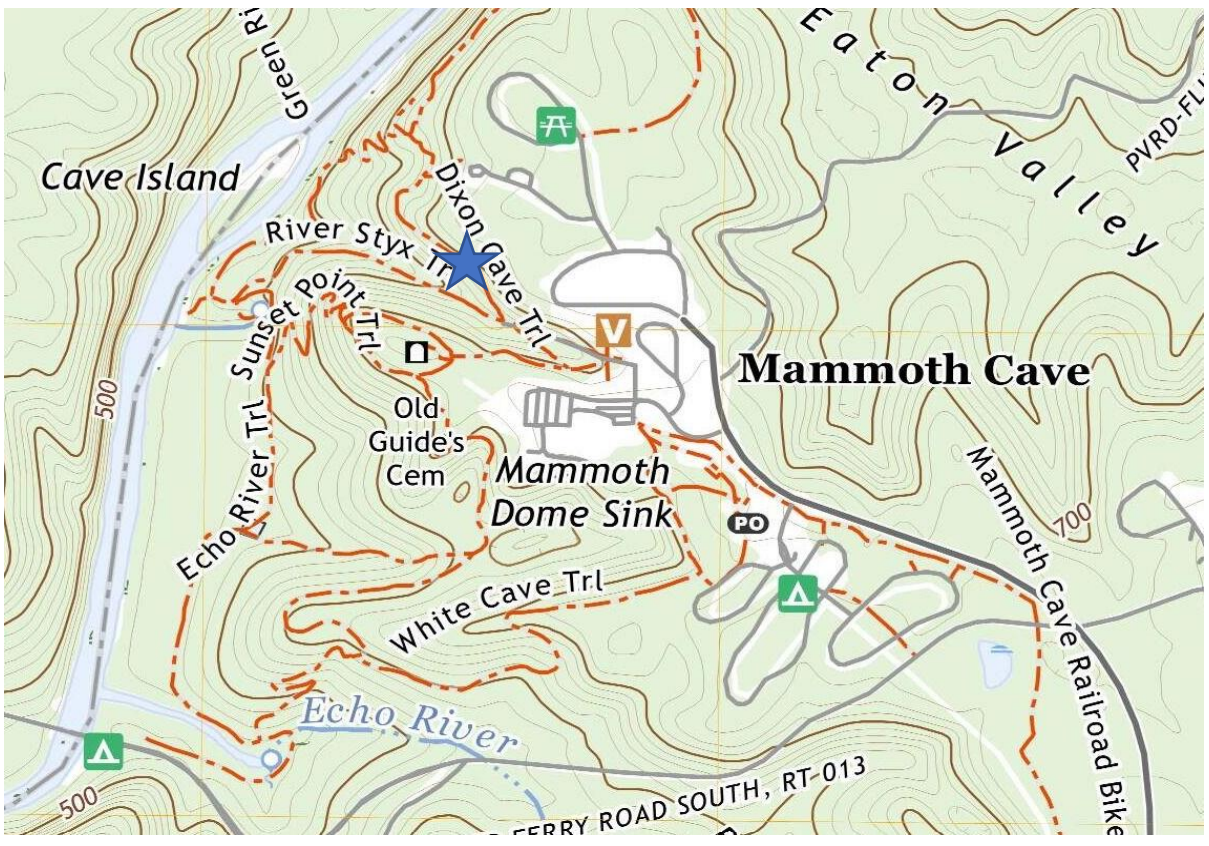 Eaton
Valley
PVRD-FL
Green Ri
Cave Island
Dixon Cave Trl
River Styx Tr
Sunset Point Trl
V
Mammoth Cave
500
Old
Guide's
Cem
Echo River Trl
Mammoth
Dome Sink
PO
700
Mammoth Cave Railroad Bike
White Cave Trl
Echo River
500
FERRY ROAD SOUTH, RT 013